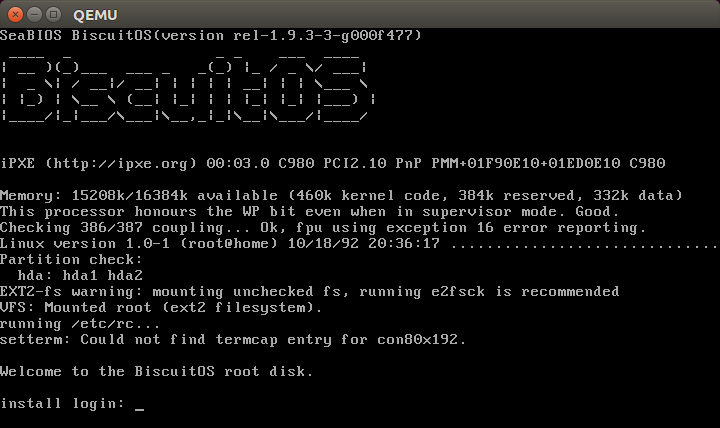 QEMU
SeaBIOS BiscuitOS(version rel-1.9.3-3-g000f477)
BiscuitOS
iPXE (http://ipxe.org) 00:03.0 C980 PCI2.10 PnP PMM+01F90E10+01ED0E10 C980
Memory: 15208k/16384k available (460k kernel code, 384k reserved, 332k data)
This processor honours the WP bit even when in supervisor mode. Good.
Checking 386/387 coupling... Ok, fpu using exception 16 error reporting.
Linux version 1.0-1 (root@home) 10/18/92 20:36:17 ..............................
Partition check:
  hda: hda1 hda2
EXT2-fs warning: mounting unchecked fs, running e2fsck is recommended
VFS: Mounted root (ext2 filesystem).
running /etc/rc...
setterm: Could not find termcap entry for con80x192.
Welcome to the BiscuitOS root disk.
install login: _